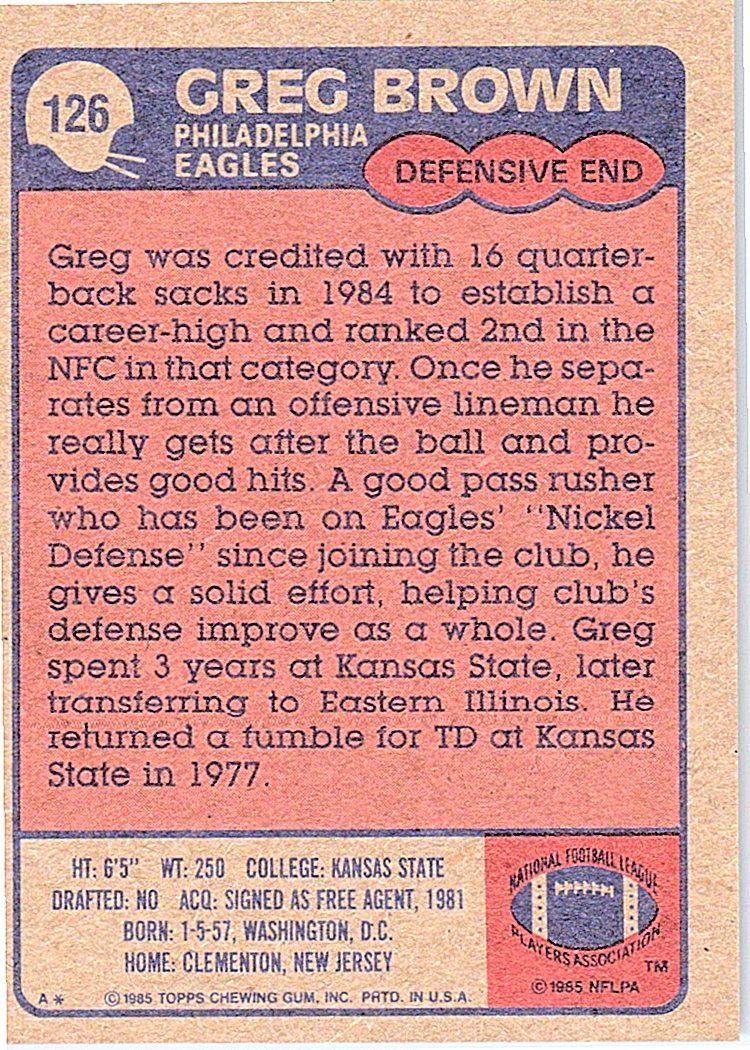 126
GREG BROWN
PHILADELPHIA
EAGLES
DEFENSIVE END
Greg was credited with 16 quarter-
back sacks in 1984 to establish a
career-high and ranked 2nd in the
NFC in that category. Once he sepa-
rates from an offensive lineman he
really gets after the ball and pro-
vides good hits. A good pass rusher
who has been on Eagles' "Nickel
Defense" since joining the club, he
gives a solid effort, helping club's
defense improve as a whole. Greg
spent 3 years at Kansas State, later
transferring to Eastern Illinois. He
returned a fumble for TD at Kansas
State in 1977.
HT: 6'5" WT: 250 COLLEGE: KANSAS STATE
DRAFTED: NO ACQ: SIGNED AS FREE AGENT, 1981
BORN: 1-5-57, WASHINGTON, D.C.
HOME: CLEMENTON, NEW JERSEY
A* © 1985 TOPPS CHEWING GUM, INC. PRTD. IN U.S.A.
NATIONAL FOOTBALL LEAGUE
PLAYERS ASSOCIATION
TM
© 1985 NFLPA